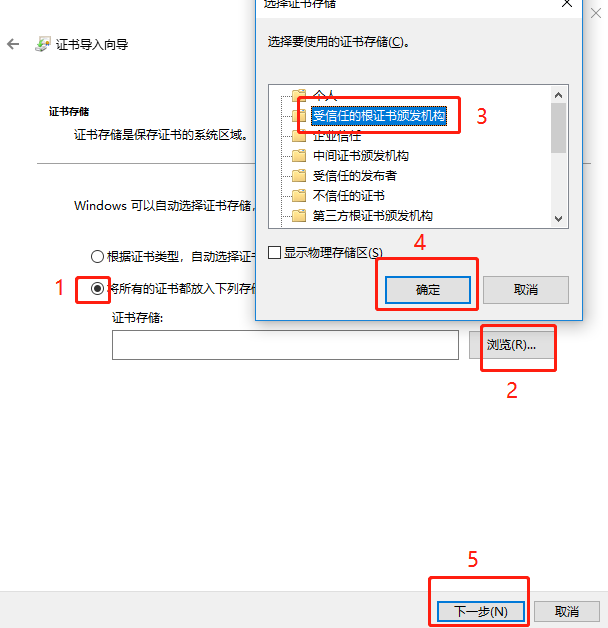 选择证书存储
证书导入向导
选择要使用的证书存储(C)。
个人
受信任的根证书颁发机构
3
企业信任
中间证书颁发机构
受信任的发布者
不信任的证书
第三方根证书颁发机构
显示物理存储区(S)
4
确定
取消
证书存储
证书存储是保存证书的系统区域。
Windows 可以自动选择证书存储,
根据证书类型，自动选择证
1
将所有的证书都放入下列存
证书存储:
浏览(R)...
2
5
下一步(N)
取消